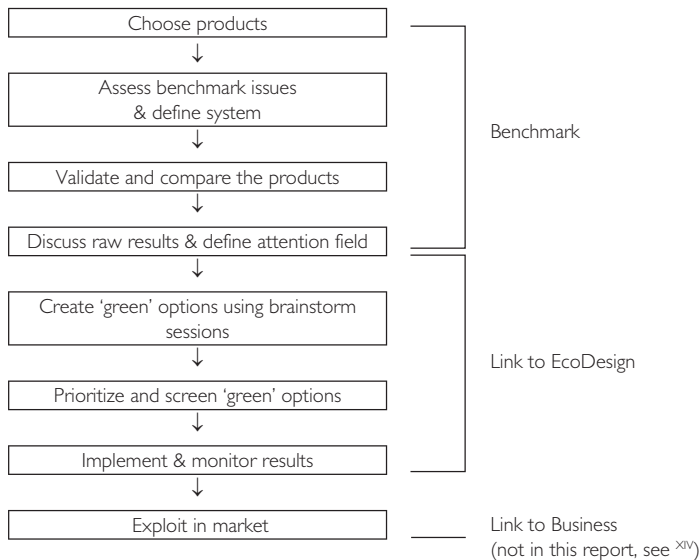 Choose products
Assess benchmark issues
& define system
Validate and compare the products
Discuss raw results & define attention field
Benchmark
Create ‘green’ options using brainstorm
sessions
Prioritize and screen ‘green’ options
Implement & monitor results
Link to EcoDesign
Exploit in market
Link to Business
(not in this report, see XIV)